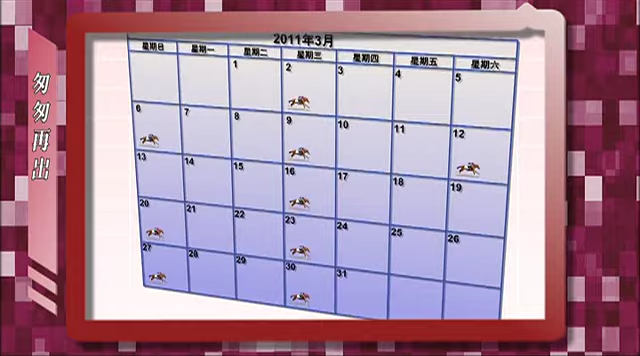 匆匆再出
2011年3月
星期日 星期一 星期二 星期三 星期四 星期五 星期六
1 2 3 4 5
6 7 8 9 10 11 12
13 14 15 16 17 18 19
20 21 22 23 24 25 26
27 28 29 30 31